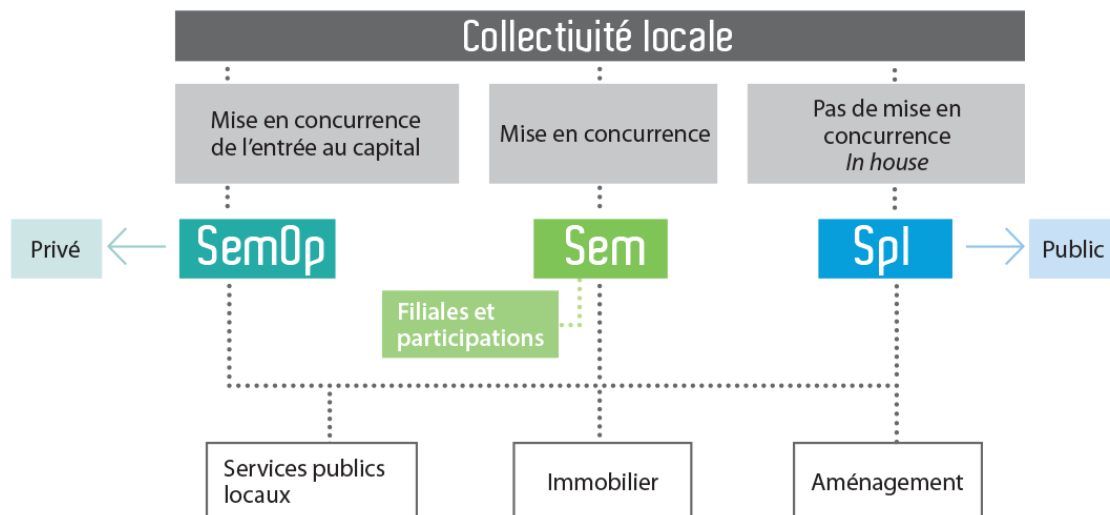 Collectivité locale
Mise en concurrence
de l’entrée au capital
Mise en concurrence
Pas de mise en
concurrence
In house
Privé
SemOp
Sem
Spl
Public
Filiales et
participations
Services publics
locaux
Immobilier
Aménagement